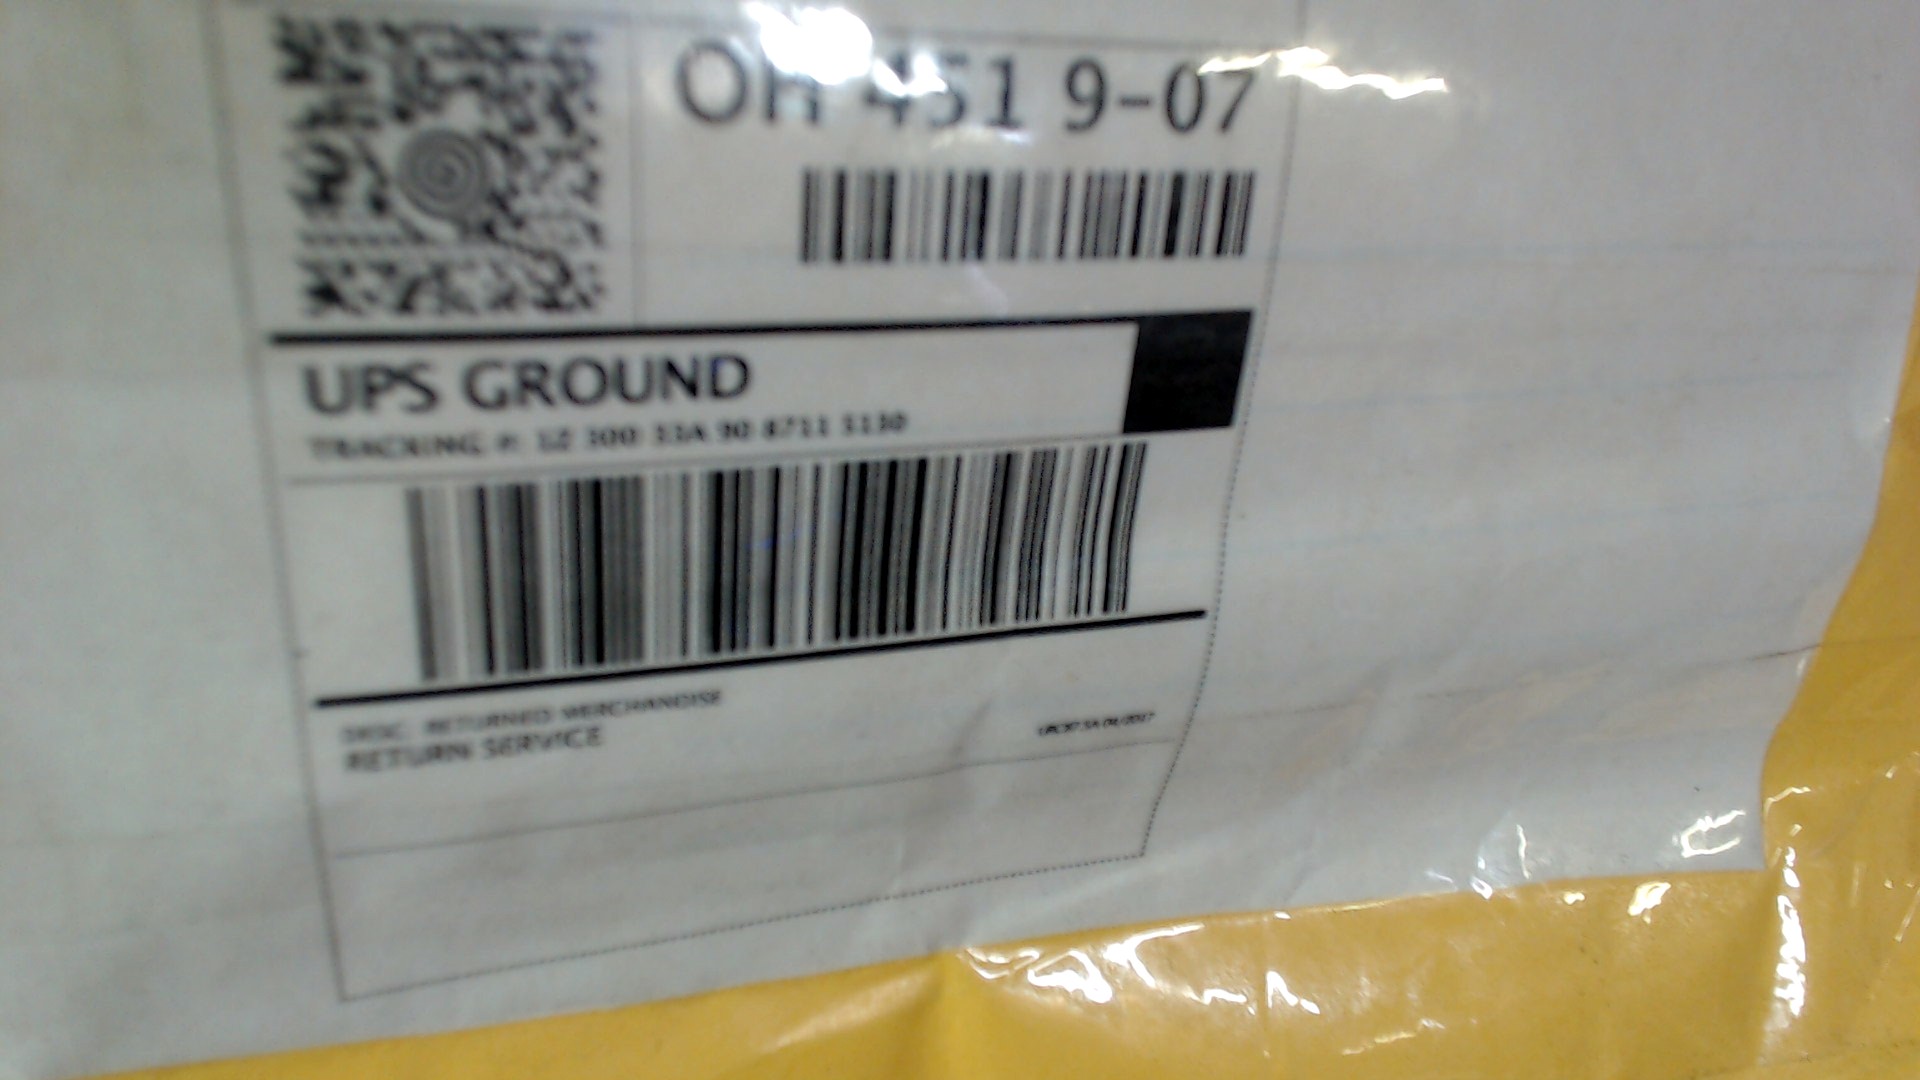 OH 451 9-07
UPS GROUND
TRACKING #: 1Z 300 33A 90 8711 3130
DESC: RETURNED MERCHANDISE
RETURN SERVICE